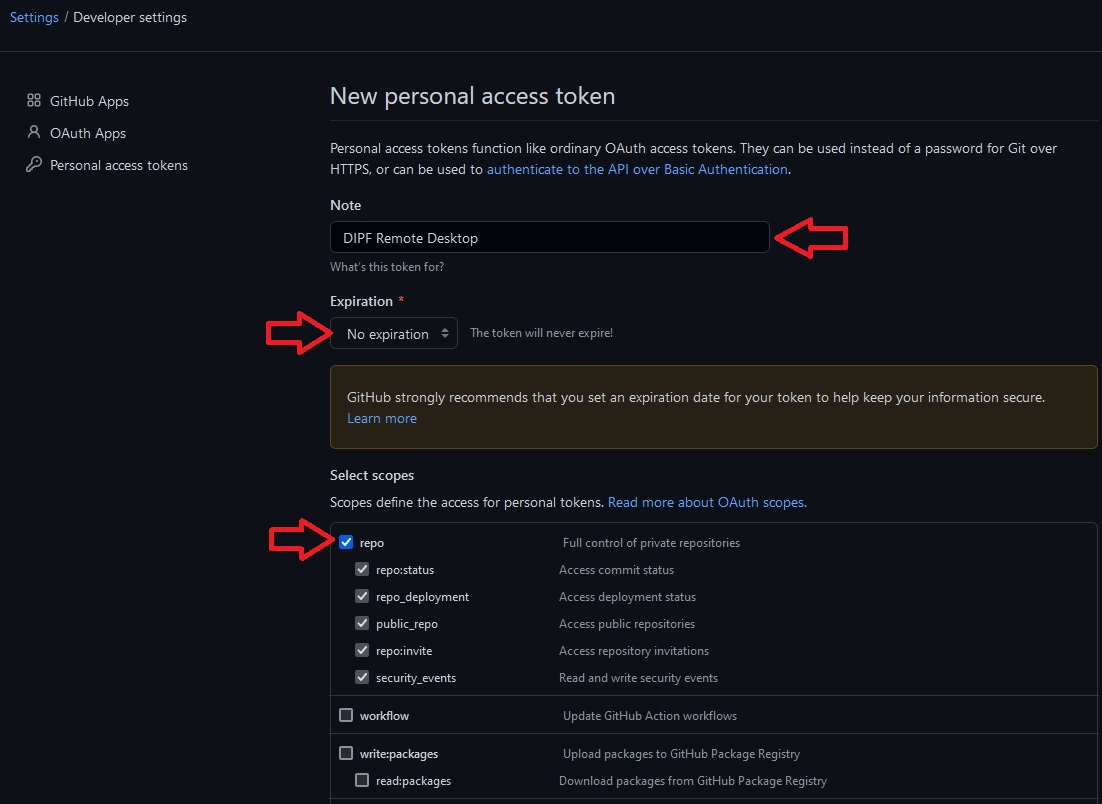 Settings / Developer settings
GitHub Apps
OAuth Apps
Personal access tokens
New personal access token
Personal access tokens function like ordinary OAuth access tokens. They can be used instead of a password for Git over
HTTPS, or can be used to authenticate to the API over Basic Authentication.
Note
DIPF Remote Desktop
What's this token for?
Expiration *
No expiration The token will never expire!
GitHub strongly recommends that you set an expiration date for your token to help keep your information secure.
Learn more
Select scopes
Scopes define the access for personal tokens. Read more about OAuth scopes.
repo Full control of private repositories
repo:status Access commit status
repo_deployment Access deployment status
public_repo Access public repositories
repo:invite Access repository invitations
security_events Read and write security events
workflow Update GitHub Action workflows
write:packages Upload packages to GitHub Package Registry
read:packages Download packages from GitHub Package Registry